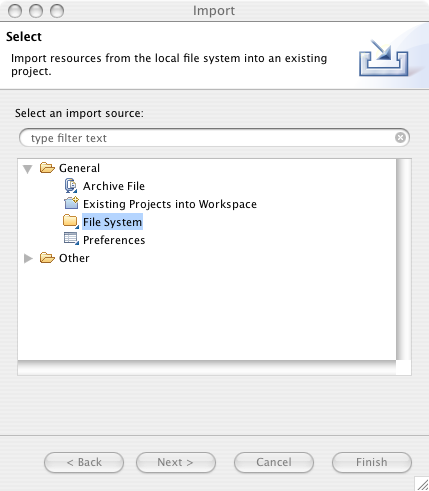 Import
Select
Import resources from the local file system into an existing
project.
Select an import source:
type filter text
General
Archive File
Existing Projects into Workspace
File System
Preferences
Other
< Back
Next >
Cancel
Finish